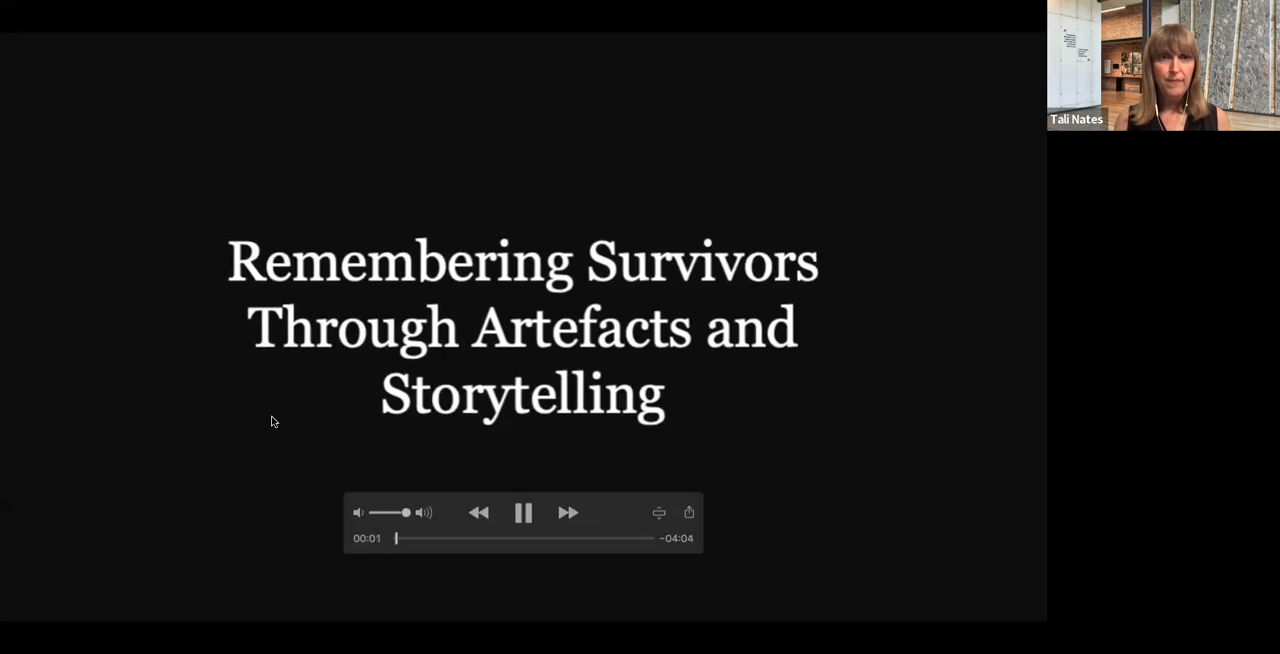 Remembering Survivors
Through Artefacts and
Storytelling
00:01
-04:04
Tali Nates